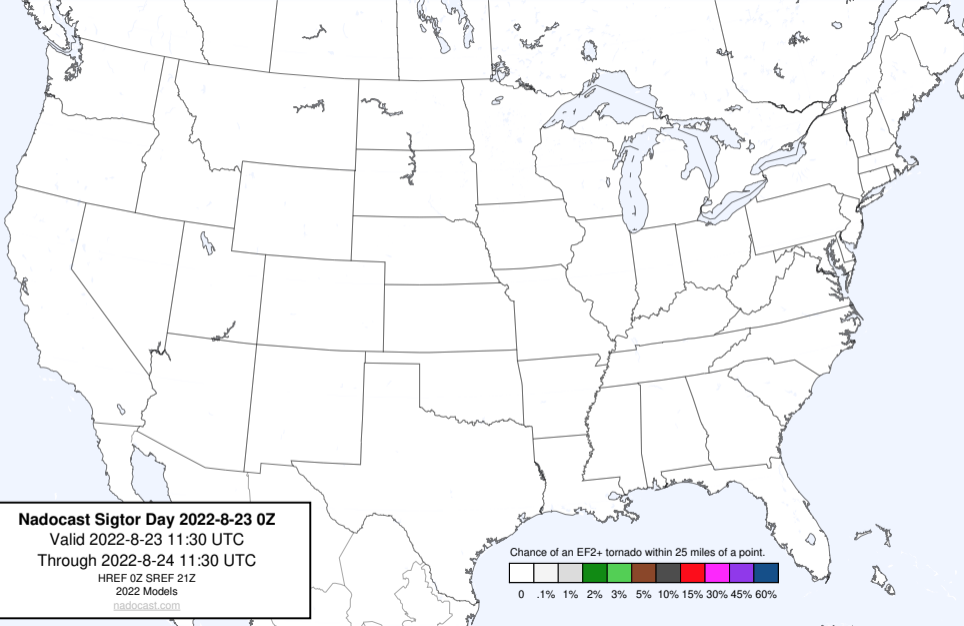 Nadocast Sigtor Day 2022-8-23 0Z
Valid 2022-8-23 11:30 UTC
Through 2022-8-24 11:30 UTC
HREF 0Z SREF 21Z
2022 Models
nadocast.com
Chance of an EF2+ tornado within 25 miles of a point.
0 .1% 1% 2% 3% 5% 10% 15% 30% 45% 60%